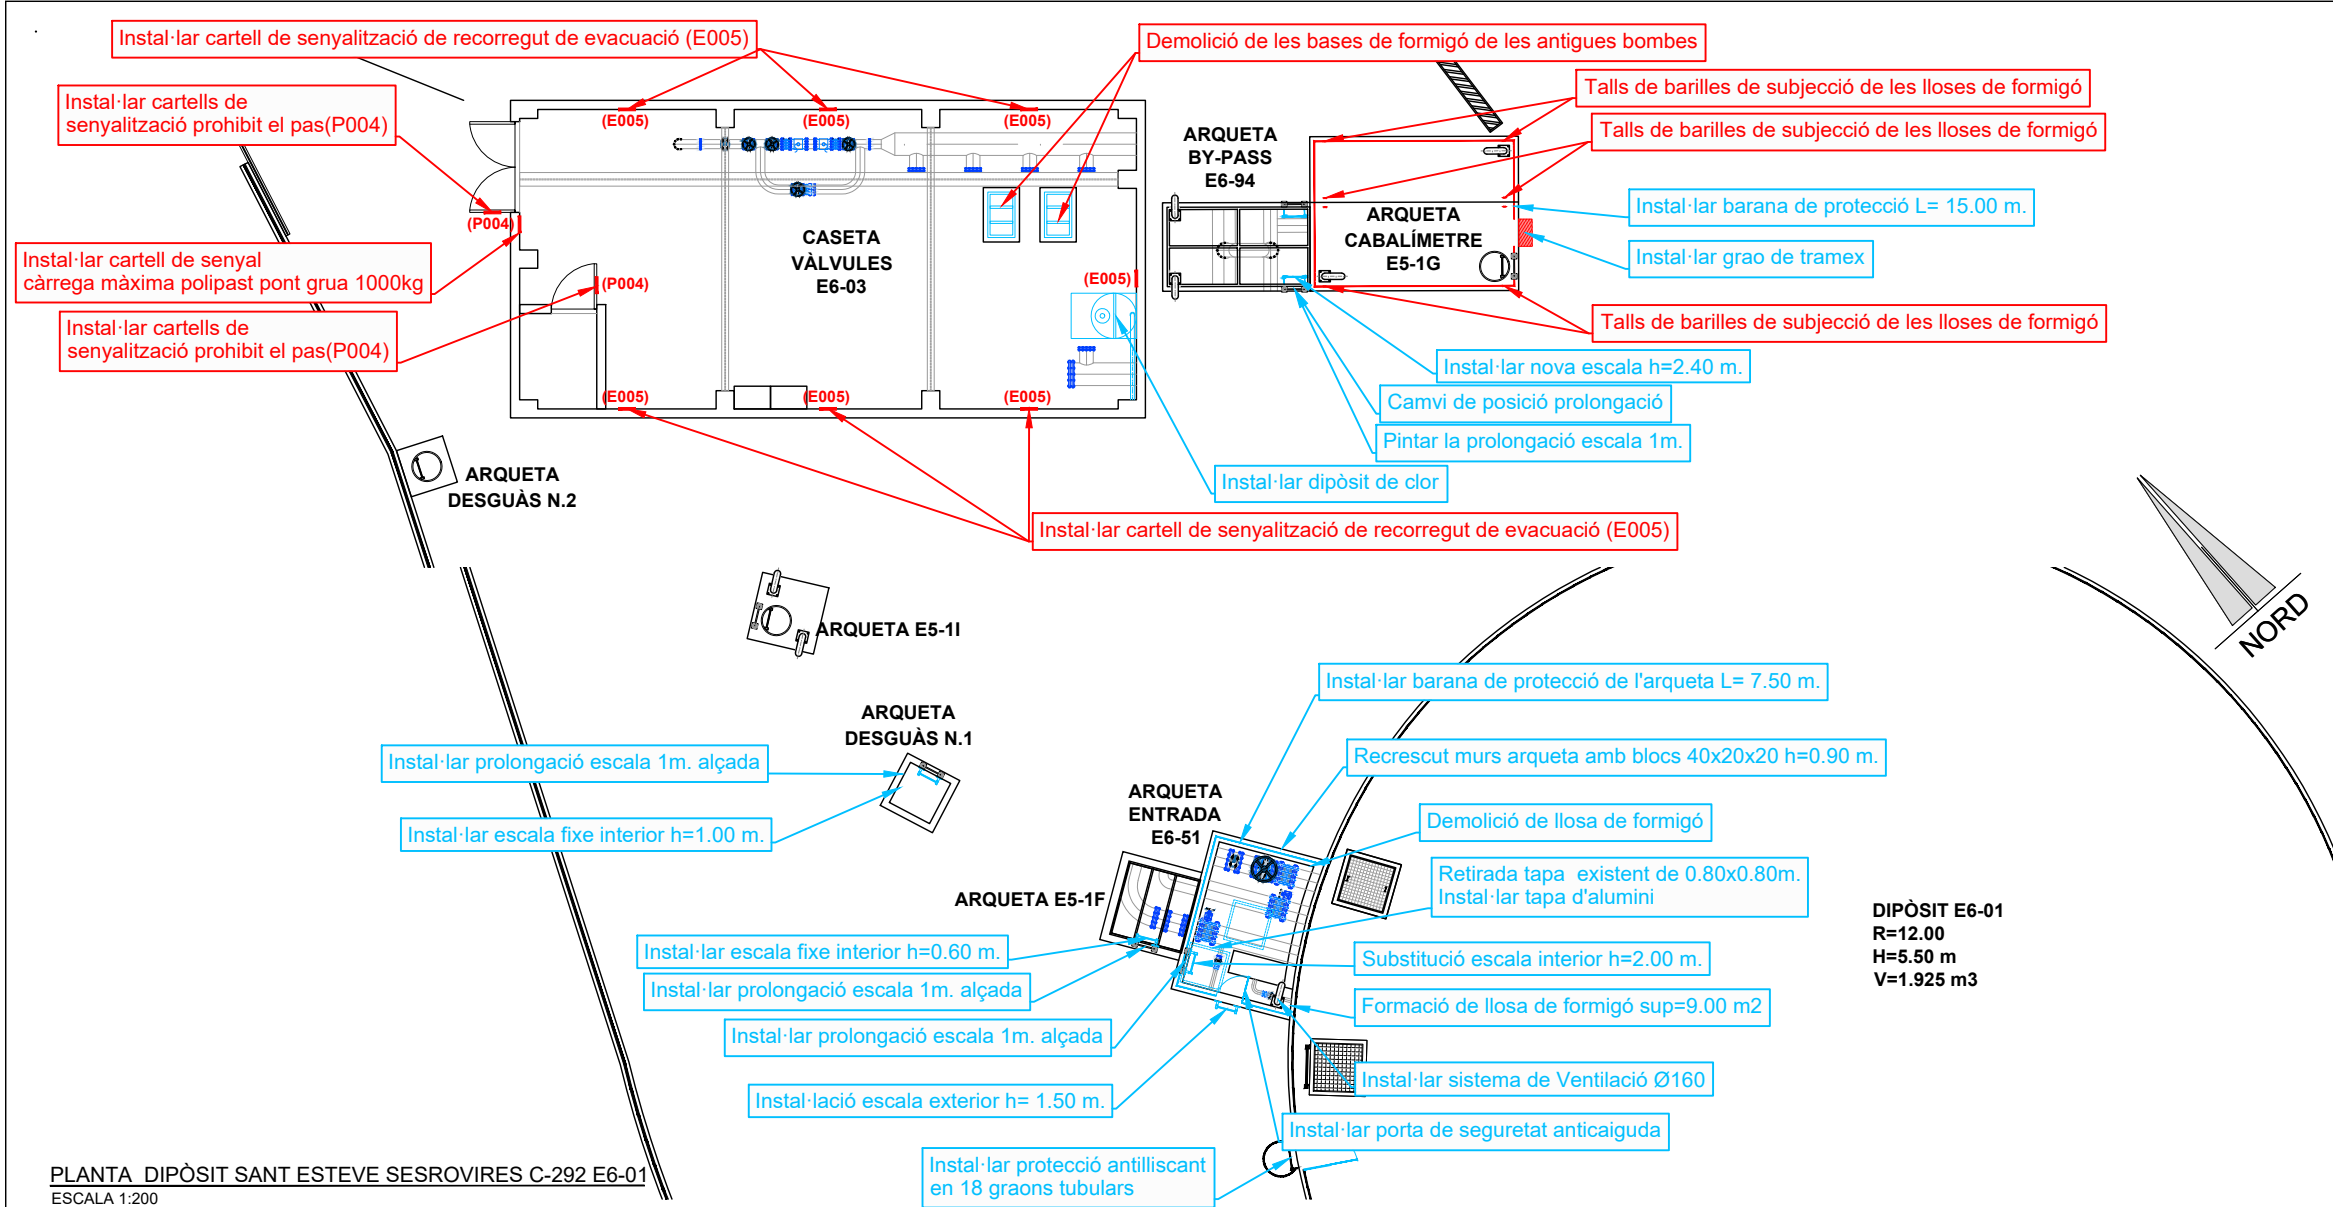 Instal·lar cartell de senyalització de recorregut de evacuació (E005)
Demolició de les bases de formigó de les antigues bombes
Instal·lar cartells de
senyalització prohibit el pas(P004)
Talls de barilles de subjecció de les lloses de formigó
Talls de barilles de subjecció de les lloses de formigó
(E005)
(E005)
(E005)
ARQUETA
BY-PASS
E6-94
Instal·lar barana de protecció L= 15.00 m.
(P004)
ARQUETA
CABALÍMETRE
E5-1G
CASETA
VÀLVULES
E6-03
Instal·lar cartell de senyal
càrrega màxima polipast pont grua 1000kg
Instal·lar grao de tramex
(P004)
(E005)
Instal·lar cartells de
senyalització prohibit el pas(P004)
Talls de barilles de subjecció de les lloses de formigó
Instal·lar nova escala h=2.40 m.
(E005)
(E005)
(E005)
Camvi de posició prolongació
Pintar la prolongació escala 1m.
ARQUETA
DESGUÀS N.2
Instal·lar dipòsit de clor
Instal·lar cartell de senyalització de recorregut de evacuació (E005)
NORD
ARQUETA E5-1I
Instal·lar barana de protecció de l'arqueta L= 7.50 m.
ARQUETA
DESGUÀS N.1
Instal·lar prolongació escala 1m. alçada
Recrescut murs arqueta amb blocs 40x20x20 h=0.90 m.
ARQUETA
ENTRADA
E6-51
Instal·lar escala fixe interior h=1.00 m.
Demolició de llosa de formigó
Retirada tapa  existent de 0.80x0.80m.
Instal·lar tapa d'alumini
ARQUETA E5-1F
DIPÒSIT E6-01
R=12.00
H=5.50 m
V=1.925 m3
Instal·lar escala fixe interior h=0.60 m.
Substitució escala interior h=2.00 m.
Instal·lar prolongació escala 1m. alçada
Formació de llosa de formigó sup=9.00 m2
Instal·lar prolongació escala 1m. alçada
Instal·lar sistema de Ventilació Ø160
Instal·lació escala exterior h= 1.50 m.
Instal·lar porta de seguretat anticaiguda
Instal·lar protecció antilliscant
en 18 graons tubulars
PLANTA  DIPÒSIT SANT ESTEVE SESROVIRES C-292 E6-01
ESCALA 1:200